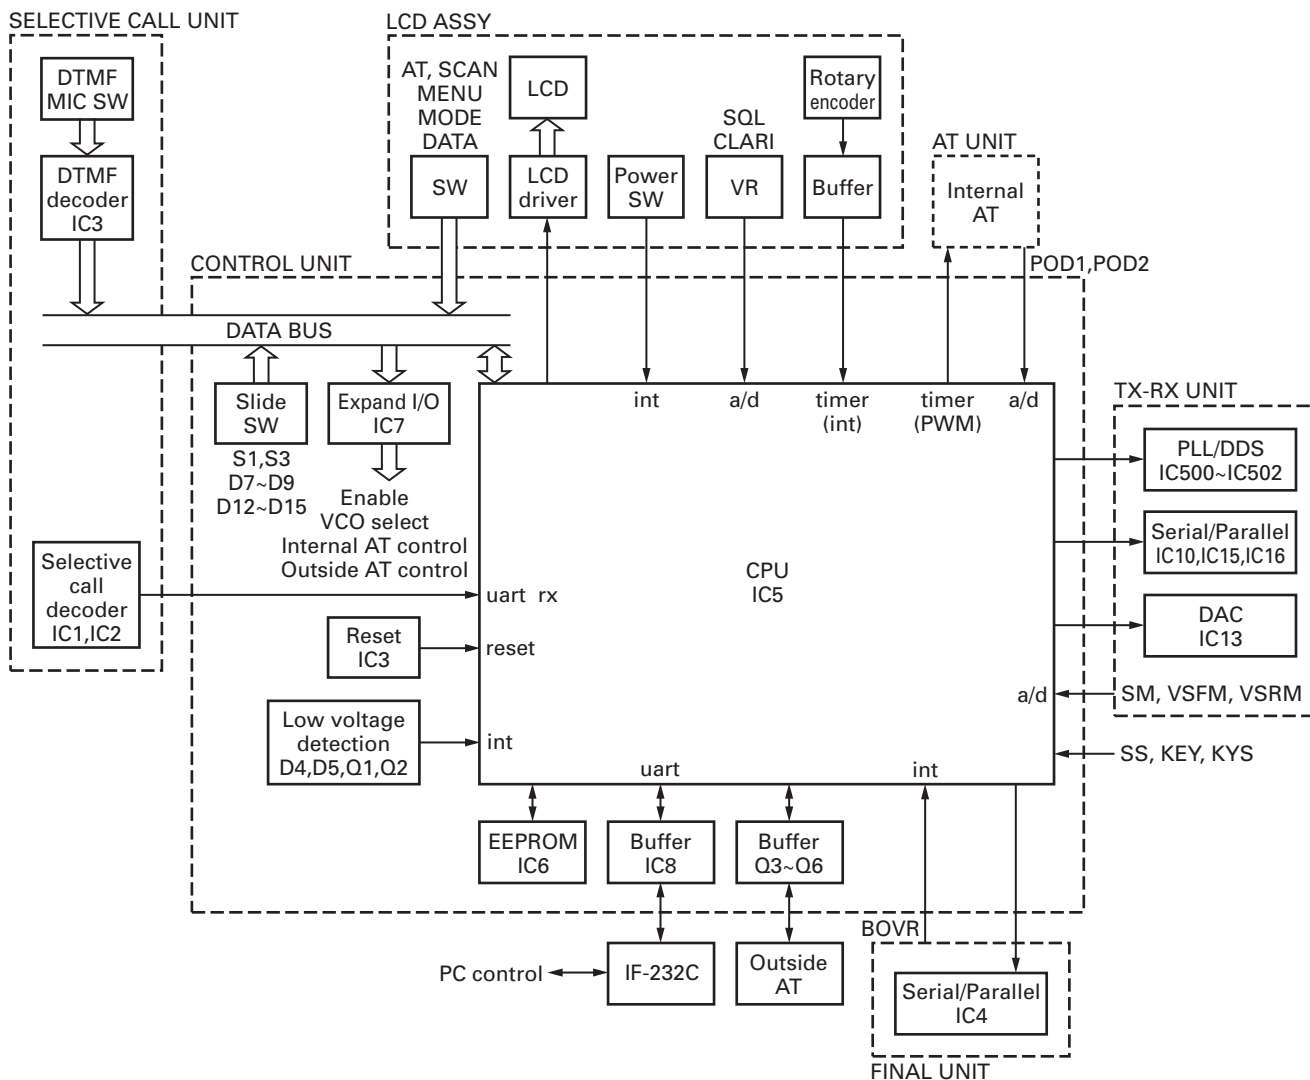 SELECTIVE CALL UNIT
DTMF
MIC SW
DTMF
decoder
IC3
LCD ASSY
AT, SCAN
MENU
MODE
DATA
SW
LCD
LCD
driver
Power
SW
SQL
CLARI
VR
Rotary
encoder
Buffer
AT UNIT
Internal
AT
POD1,POD2
CONTROL UNIT
DATA BUS
Slide
SW
S1,S3
D7~D9
D12~D15
Expand I/O
IC7
Enable
VCO select
Internal AT control
Outside AT control
int
a/d
timer
(int)
timer
(PWM)
a/d
TX-RX UNIT
PLL/DDS
IC500~IC502
Serial/Parallel
IC10,IC15,IC16
DAC
IC13
SM, VSFM, VSRM
a/d
SS, KEY, KYS
CPU
IC5
Selective
call
decoder
IC1,IC2
uart rx
Reset
IC3
reset
Low voltage
detection
D4,D5,Q1,Q2
int
uart
int
EEPROM
IC6
Buffer
IC8
Buffer
Q3~Q6
PC control
IF-232C
Outside
AT
BOVR
Serial/Parallel
IC4
FINAL UNIT